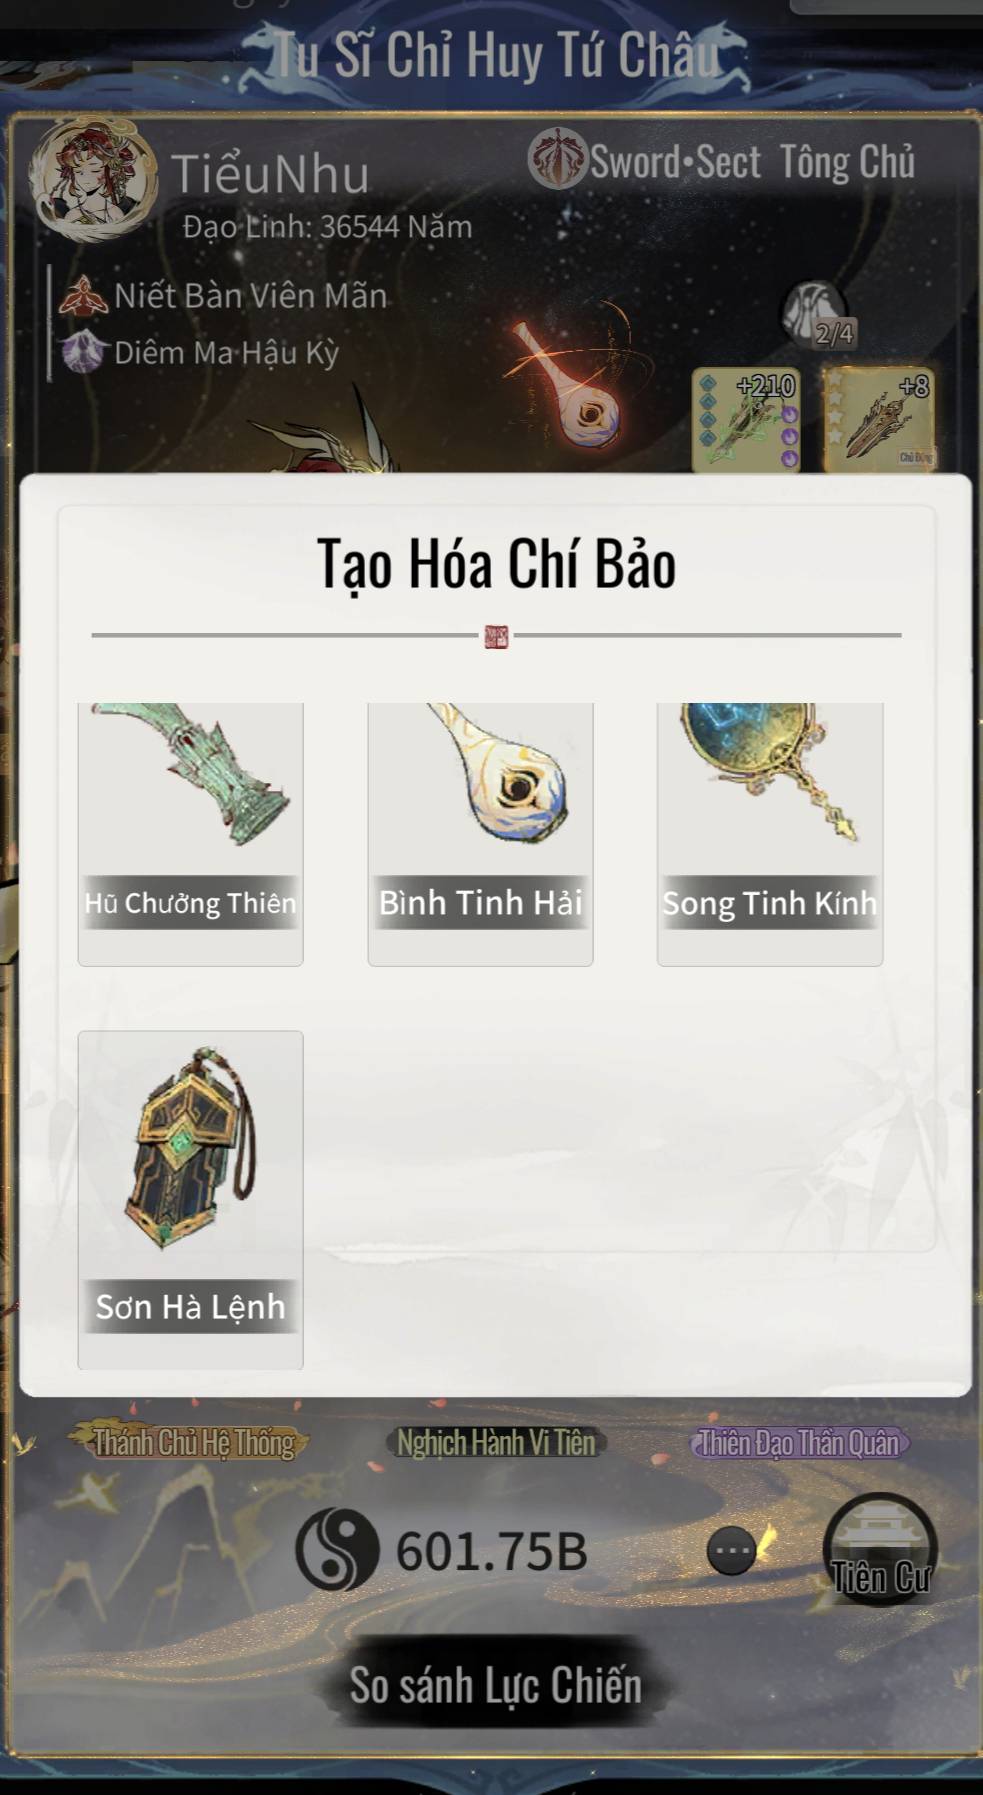 Tu Sĩ Chỉ Huy Tứ Châu
TiểuNhu
Sword•Sect Tông Chủ
Đạo Linh: 36544 Năm
Niết Bàn Viên Mãn
Diêm Ma Hậu Kỳ
2/4
+210
+8
Chủ Động
Tạo Hóa Chí Bảo
Hũ Chưởng Thiên
Bình Tinh Hải
Song Tinh Kính
Sơn Hà Lệnh
Thánh Chủ Hệ Thống
Nghịch Hành Vi Tiên
Thiên Đạo Thần Quân
601.75B
Tiên Cư
So sánh Lực Chiến